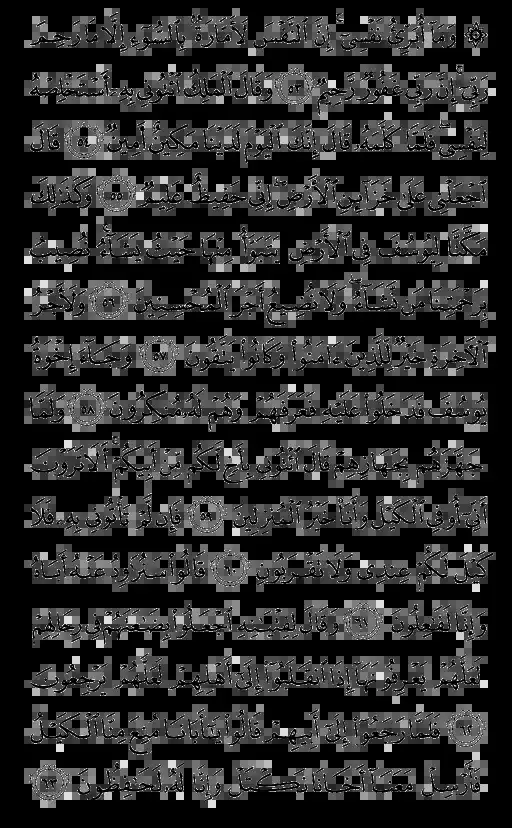 ۞ وَمَآ أُبَرِّئُ نَفْسِىٓ إِنَّ ٱلنَّفْسَ لَأَمَّارَةٌۢ بِٱلسُّوٓءِ إِلَّا مَا رَحِمَ
رَبِّىٓ إِنَّ رَبِّى غَفُورٌ رَّحِيمٌ ٥٣ وَقَالَ ٱلْمَلِكُ ٱئْتُونِى بِهِۦٓ أَسْتَخْلِصْهُ
لِنَفْسِى فَلَمَّا كَلَّمَهُۥ قَالَ إِنَّكَ ٱلْيَوْمَ لَدَيْنَا مَكِينٌ أَمِينٌ ٥٤ قَالَ
ٱجْعَلْنِى عَلَىٰ خَزَآئِنِ ٱلْأَرْضِ إِنِّى حَفِيظٌ عَلِيمٌ ٥٥ وَكَذَٰلِكَ
مَكَّنَّا لِيُوسُفَ فِى ٱلْأَرْضِ يَتَبَوَّأُ مِنْهَا حَيْثُ يَشَآءُ نُصِيبُ
بِرَحْمَتِنَا مَن نَّشَآءُ وَلَا نُضِيعُ أَجْرَ ٱلْمُحْسِنِينَ ٥٦ وَلَأَجْرُ
ٱلْءَاخِرَةِ خَيْرٌ لِّلَّذِينَ ءَامَنُوا۟ وَكَانُوا۟ يَتَّقُونَ ٥٧ وَجَآءَ إِخْوَةُ
يُوسُفَ فَدَخَلُوا۟ عَلَيْهِ فَعَرَفَهُمْ وَهُمْ لَهُۥ مُنكِرُونَ ٥٨ وَلَمَّا
جَهَّزَهُم بِجَهَازِهِمْ قَالَ ٱئْتُونِى بِأَخٍ لَّكُم مِّنْ أَبِيكُمْ أَلَا تَرَوْنَ
أَنِّىٓ أُوفِى ٱلْكَيْلَ وَأَنَا۠ خَيْرُ ٱلْمُنزِلِينَ ٥٩ فَإِن لَّمْ تَأْتُونِى بِهِۦ فَلَا
كَيْلَ لَكُمْ عِندِى وَلَا تَقْرَبُونِ ٦٠ قَالُوا۟ سَنُرَٰوِدُ عَنْهُ أَبَاهُ
وَإِنَّا لَفَٰعِلُونَ ٦١ وَقَالَ لِفِتْيَٰنِهِ ٱجْعَلُوا۟ بِضَٰعَتَهُمْ فِى رِحَالِهِمْ
لَعَلَّهُمْ يَعْرِفُونَهَآ إِذَا ٱنقَلَبُوٓا۟ إِلَىٰٓ أَهْلِهِمْ لَعَلَّهُمْ يَرْجِعُونَ
٦٢ فَلَمَّا رَجَعُوٓا۟ إِلَىٰٓ أَبِيهِمْ قَالُوا۟ يَٰٓأَبَانَا مُنِعَ مِنَّا ٱلْكَيْلُ
فَأَرْسِلْ مَعَنَآ أَخَانَا نَكْتَلْ وَإِنَّا لَهُۥ لَحَٰفِظُونَ ٦٣